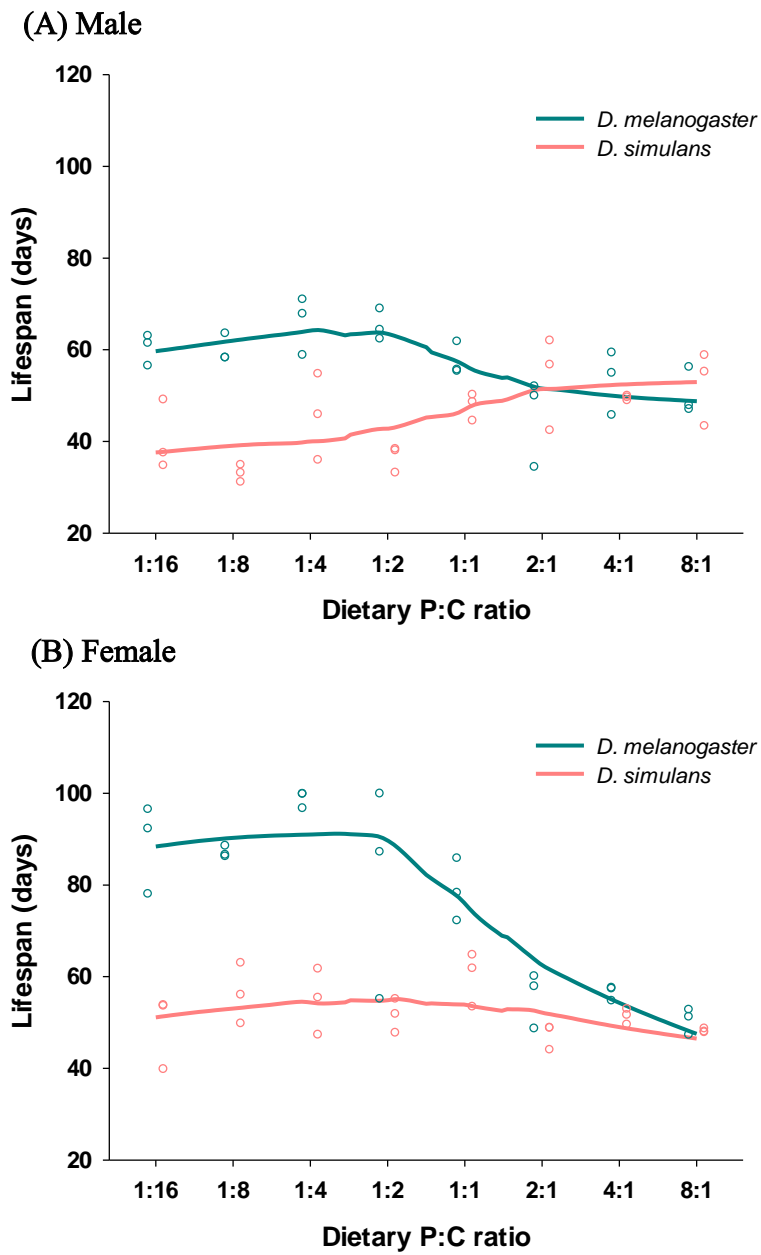 (A) Male
120
100
80
60
40
20
Lifespan (days)
D. melanogaster
D. simulans
1:16 1:8 1:4 1:2 1:1 2:1 4:1 8:1
Dietary P:C ratio
(B) Female
120
100
80
60
40
20
Lifespan (days)
D. melanogaster
D. simulans
1:16 1:8 1:4 1:2 1:1 2:1 4:1 8:1
Dietary P:C ratio